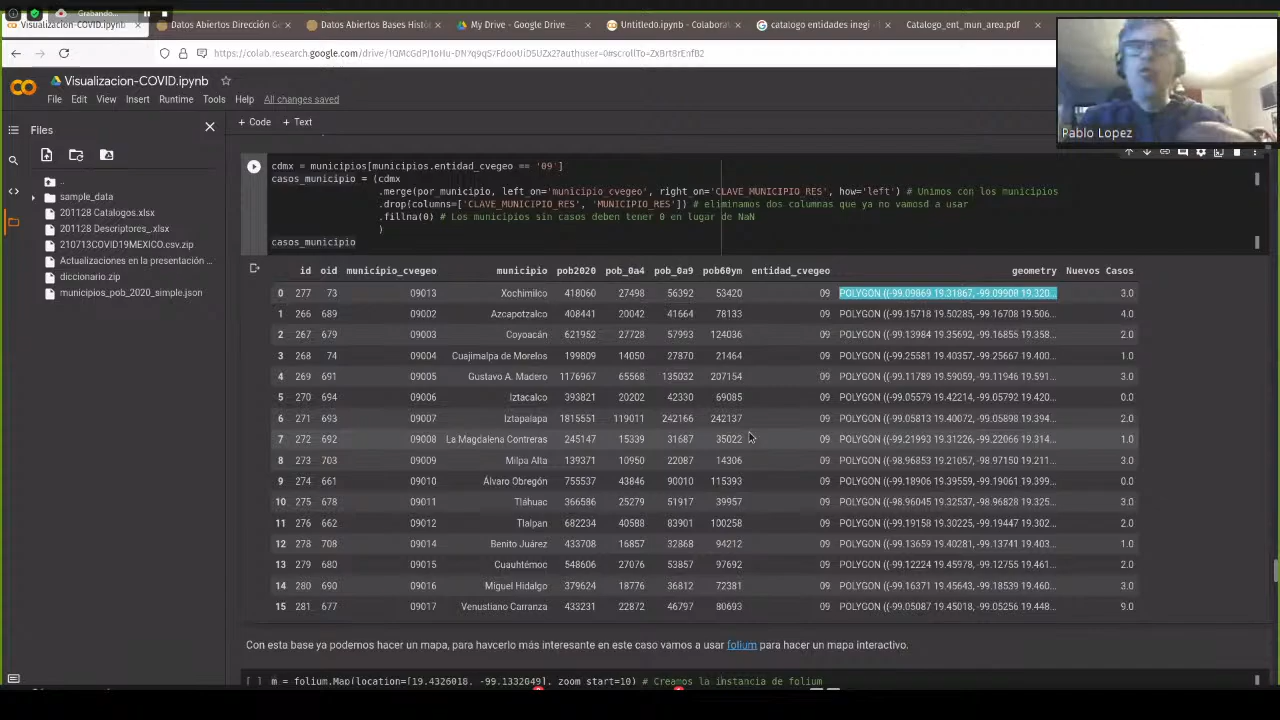 Grabando...
Visualizacion-COVID.ipynb
Datos Abiertos Dirección Ge
Datos Abiertos Bases Histó
My Drive - Google Drive
Untitled0.ipynb - Colabora
catalogo entidades inegi -
Catalogo_ent_mun_area.pdf
Visualizacion-COVID.ipynb
File Edit View Insert Runtime Tools Help All changes saved
Pablo Lopez
+ Code + Text
Files
..
sample_data
201128 Catalogos.xlsx
201128 Descriptores_.xlsx
210713COVID19MEXICO.csv.zip
Actualizaciones en la presentación ...
diccionario.zip
municipios_pob_2020_simple.json
cdmx = municipios[municipios.entidad_cvegeo == '09']
casos_municipio = (cdmx
.merge(por_municipio, left_on='municipio_cvegeo', right_on='CLAVE_MUNICIPIO_RES', how='left') # Unimos con los municipios
.drop(columns=['CLAVE_MUNICIPIO_RES', 'MUNICIPIO_RES']) # eliminamos dos columnas que ya no vamosd a usar
.fillna(0) # Los municipios sin casos deben tener 0 en lugar de NaN
)
casos_municipio
id oid municipio_cvegeo municipio pob2020 pob_0a4 pob_0a9 pob60ym entidad_cvegeo geometry Nuevos Casos
0 277 73 09013 Xochimilco 418060 27498 56392 53420 09 POLYGON ((-99.09869 19.31867, -99.09908 19.320... 3.0
1 266 689 09002 Azcapotzalco 408441 20042 41664 78133 09 POLYGON ((-99.15718 19.50285, -99.16708 19.506... 4.0
2 267 679 09003 Coyoacán 621952 27728 57993 124036 09 POLYGON ((-99.13984 19.35692, -99.16855 19.358... 2.0
3 268 74 09004 Cuajimalpa de Morelos 199809 14050 27870 21464 09 POLYGON ((-99.25581 19.40357, -99.25667 19.400... 1.0
4 269 691 09005 Gustavo A. Madero 1176967 65568 135032 207154 09 POLYGON ((-99.11789 19.59059, -99.11946 19.591... 3.0
5 270 694 09006 Iztacalco 393821 20202 42330 69085 09 POLYGON ((-99.05579 19.42214, -99.05792 19.420... 0.0
6 271 693 09007 Iztapalapa 1815551 119011 242166 242137 09 POLYGON ((-99.05813 19.40072, -99.05898 19.394... 2.0
7 272 692 09008 La Magdalena Contreras 245147 15339 31687 35022 09 POLYGON ((-99.21993 19.31226, -99.22066 19.314... 1.0
8 273 703 09009 Milpa Alta 139371 10950 22087 14306 09 POLYGON ((-98.96853 19.21057, -98.97150 19.211... 3.0
9 274 661 09010 Álvaro Obregón 755537 43846 90010 115393 09 POLYGON ((-99.18906 19.39559, -99.19061 19.399... 0.0
10 275 678 09011 Tláhuac 366586 25279 51917 39957 09 POLYGON ((-98.96045 19.32537, -98.96828 19.325... 3.0
11 276 662 09012 Tlalpan 682234 40588 83901 100258 09 POLYGON ((-99.19158 19.30225, -99.19447 19.302... 2.0
12 278 708 09014 Benito Juárez 433708 16857 32868 94212 09 POLYGON ((-99.13659 19.40281, -99.13741 19.403... 1.0
13 279 680 09015 Cuauhtémoc 548606 27076 53857 97692 09 POLYGON ((-99.12224 19.45978, -99.12755 19.461... 2.0
14 280 690 09016 Miguel Hidalgo 379624 18776 36812 72381 09 POLYGON ((-99.16371 19.45643, -99.18539 19.460... 3.0
15 281 677 09017 Venustiano Carranza 433231 22872 46797 80693 09 POLYGON ((-99.05087 19.45018, -99.05256 19.448... 9.0
Con esta base ya podemos hacer un mapa, para havcerlo más interesante en este caso vamos a usar folium para hacer un mapa interactivo.
[ ] m = folium.Map(location=[19.4326018, -99.1332049], zoom_start=10) # Creamos la instancia de folium